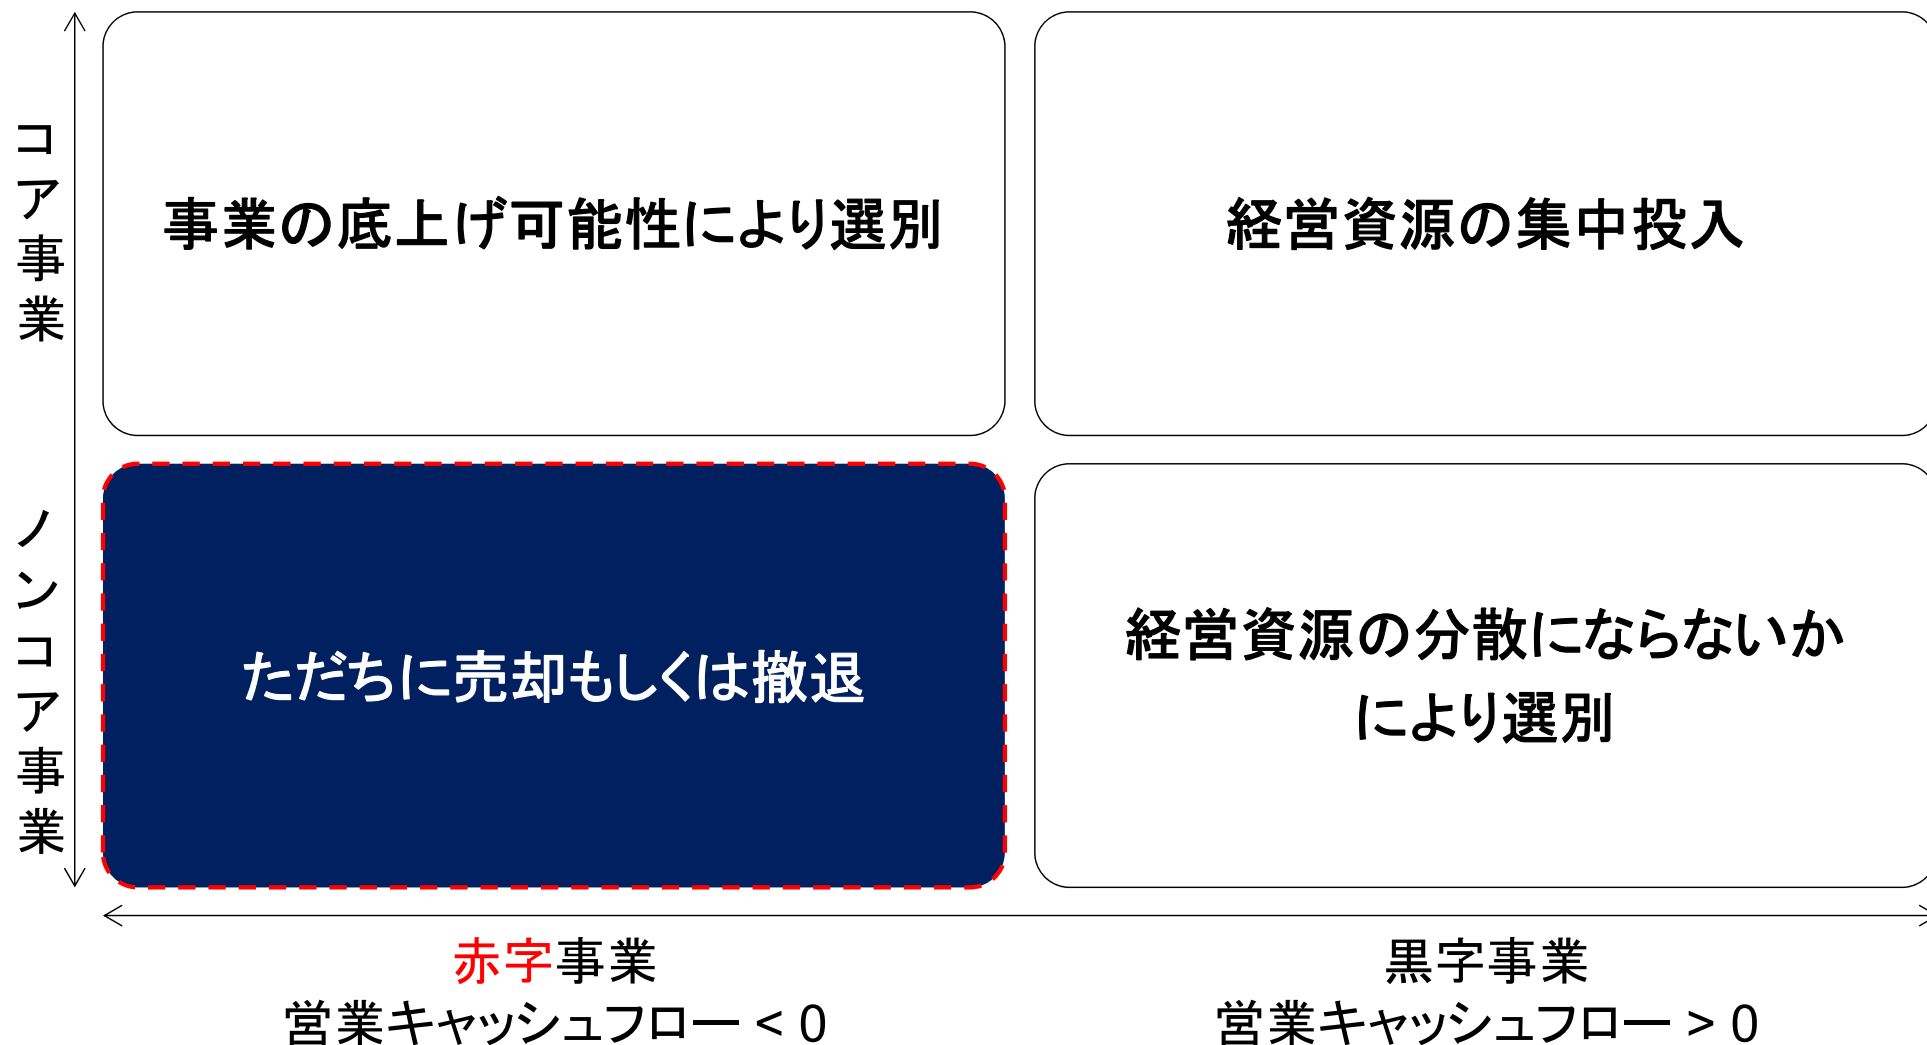 コア事業
事業の底上げ可能性により選別
経営資源の集中投入
ノンコア事業
ただちに売却もしくは撤退
経営資源の分散にならないか
により選別
赤字事業
営業キャッシュフロー < 0
黒字事業
営業キャッシュフロー > 0